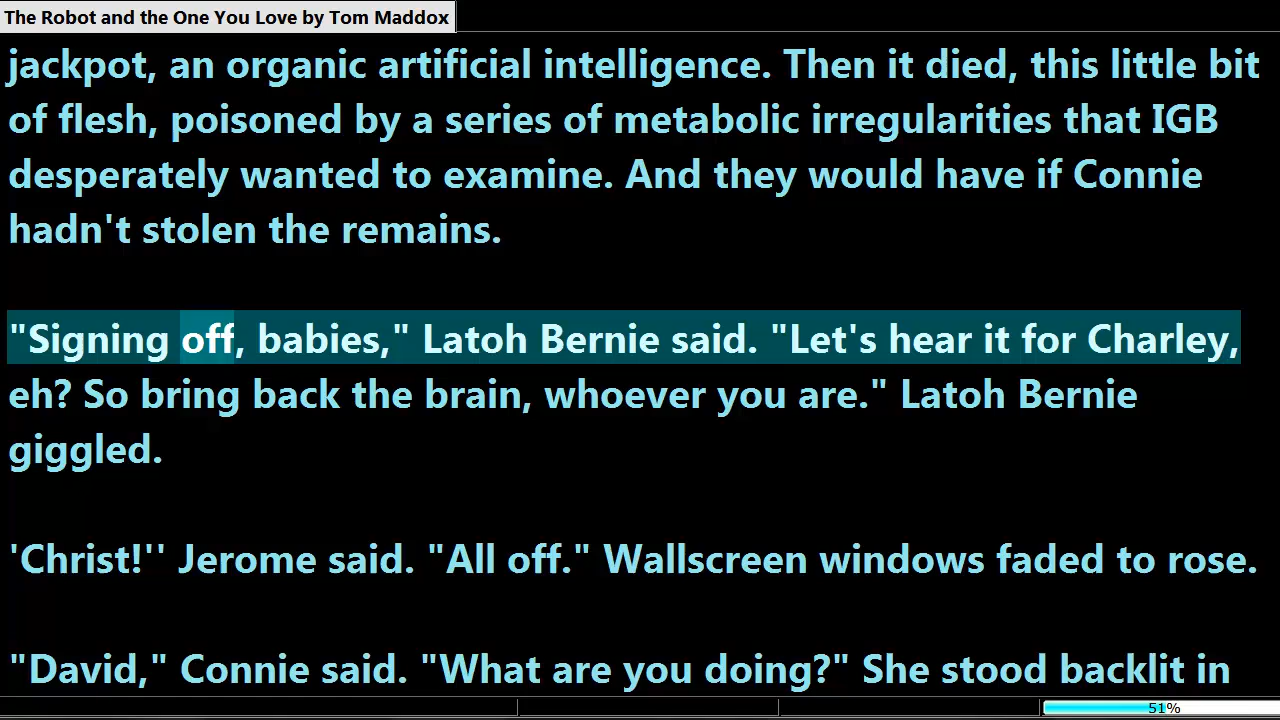 The Robot and the One You Love by Tom Maddox
jackpot, an organic artificial intelligence. Then it died, this little bit
of flesh, poisoned by a series of metabolic irregularities that IGB
desperately wanted to examine. And they would have if Connie
hadn't stolen the remains.
"Signing off, babies," Latoh Bernie said. "Let's hear it for Charley,
eh? So bring back the brain, whoever you are." Latoh Bernie
giggled.
'Christ!'' Jerome said. "All off." Wallscreen windows faded to rose.
"David," Connie said. "What are you doing?" She stood backlit in
51%